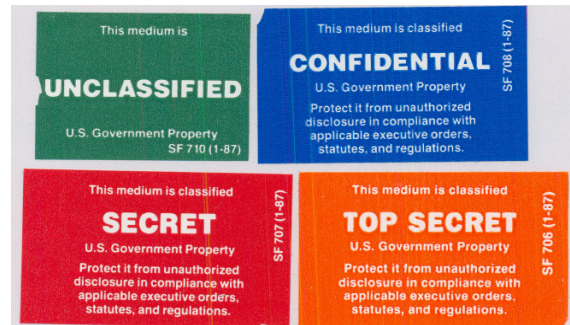 This medium is
UNCLASSIFIED
U.S. Government Property
SF 710 (1-87)
This medium is classified
CONFIDENTIAL
U.S. Government Property
Protect it from unauthorized
disclosure in compliance with
applicable executive orders,
statutes, and regulations.
SF 708 (1-87)
This medium is classified
SECRET
U.S. Government Property
Protect it from unauthorized
disclosure in compliance with
applicable executive orders,
statutes, and regulations.
SF 707 (1-87)
This medium is classified
TOP SECRET
U.S. Government Property
Protect it from unauthorized
disclosure in compliance with
applicable executive orders,
statutes, and regulations.
SF 706 (1-87)